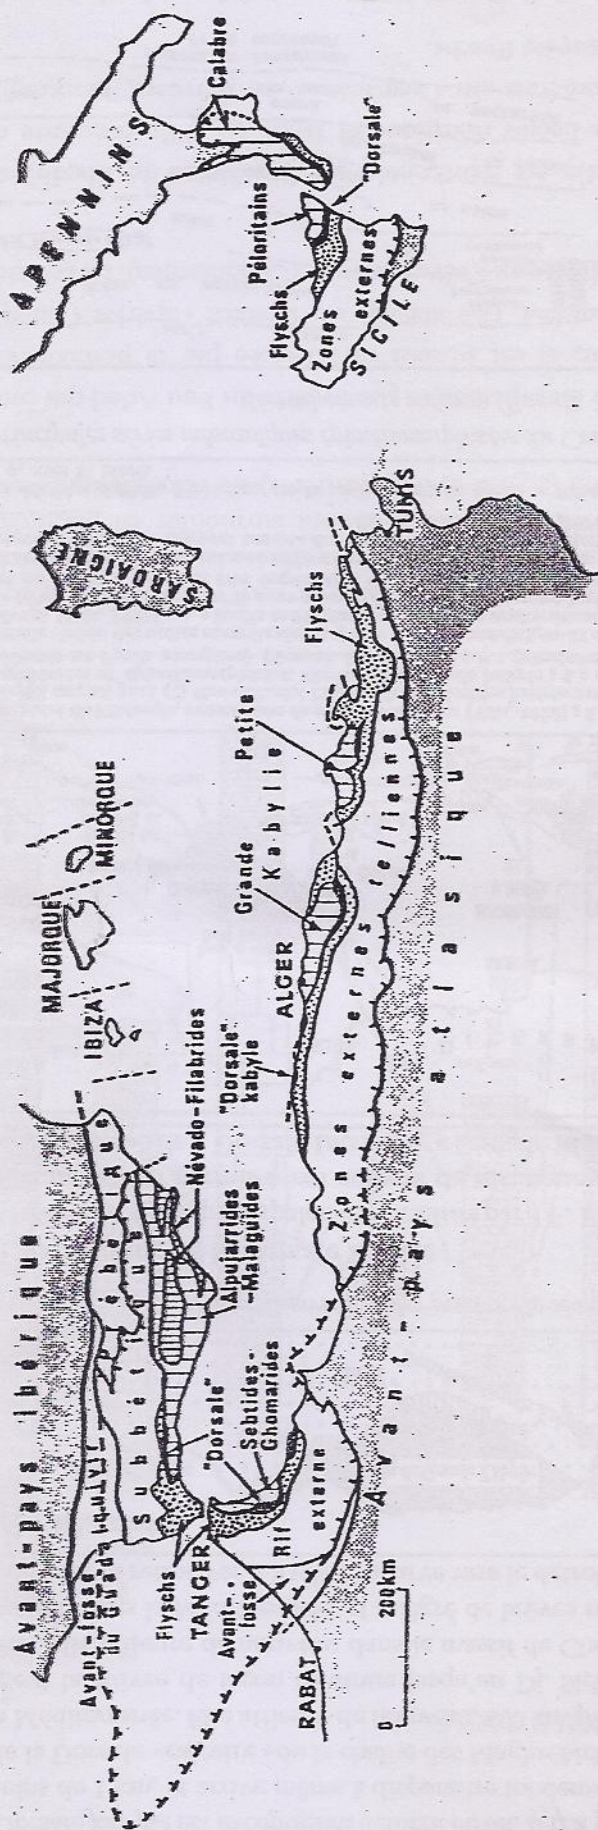 Avant-pays Ibérique
Avant-fosse
du Guadalquivir
Prébétique
Subbétique
Flyschs
TANGER
"Dorsale"
Sebtides-
Ghomarides
Névado-Filabrides
Alpujarrides
-Malaguides
Rif
externe
Avant-
fosse
RABAT
0 200km
IBIZA
MAJORQUE
MINORQUE
"Dorsale"
kabyle
ALGER
Grande
Petite
Kabylie
Flyschs
TUNIS
Zones externes telliennes
Avant-pays atlasique
SARDAIGNE
APENNINS
Calabre
Péloritains
"Dorsale"
Flyschs
Zones
externes
SICILE